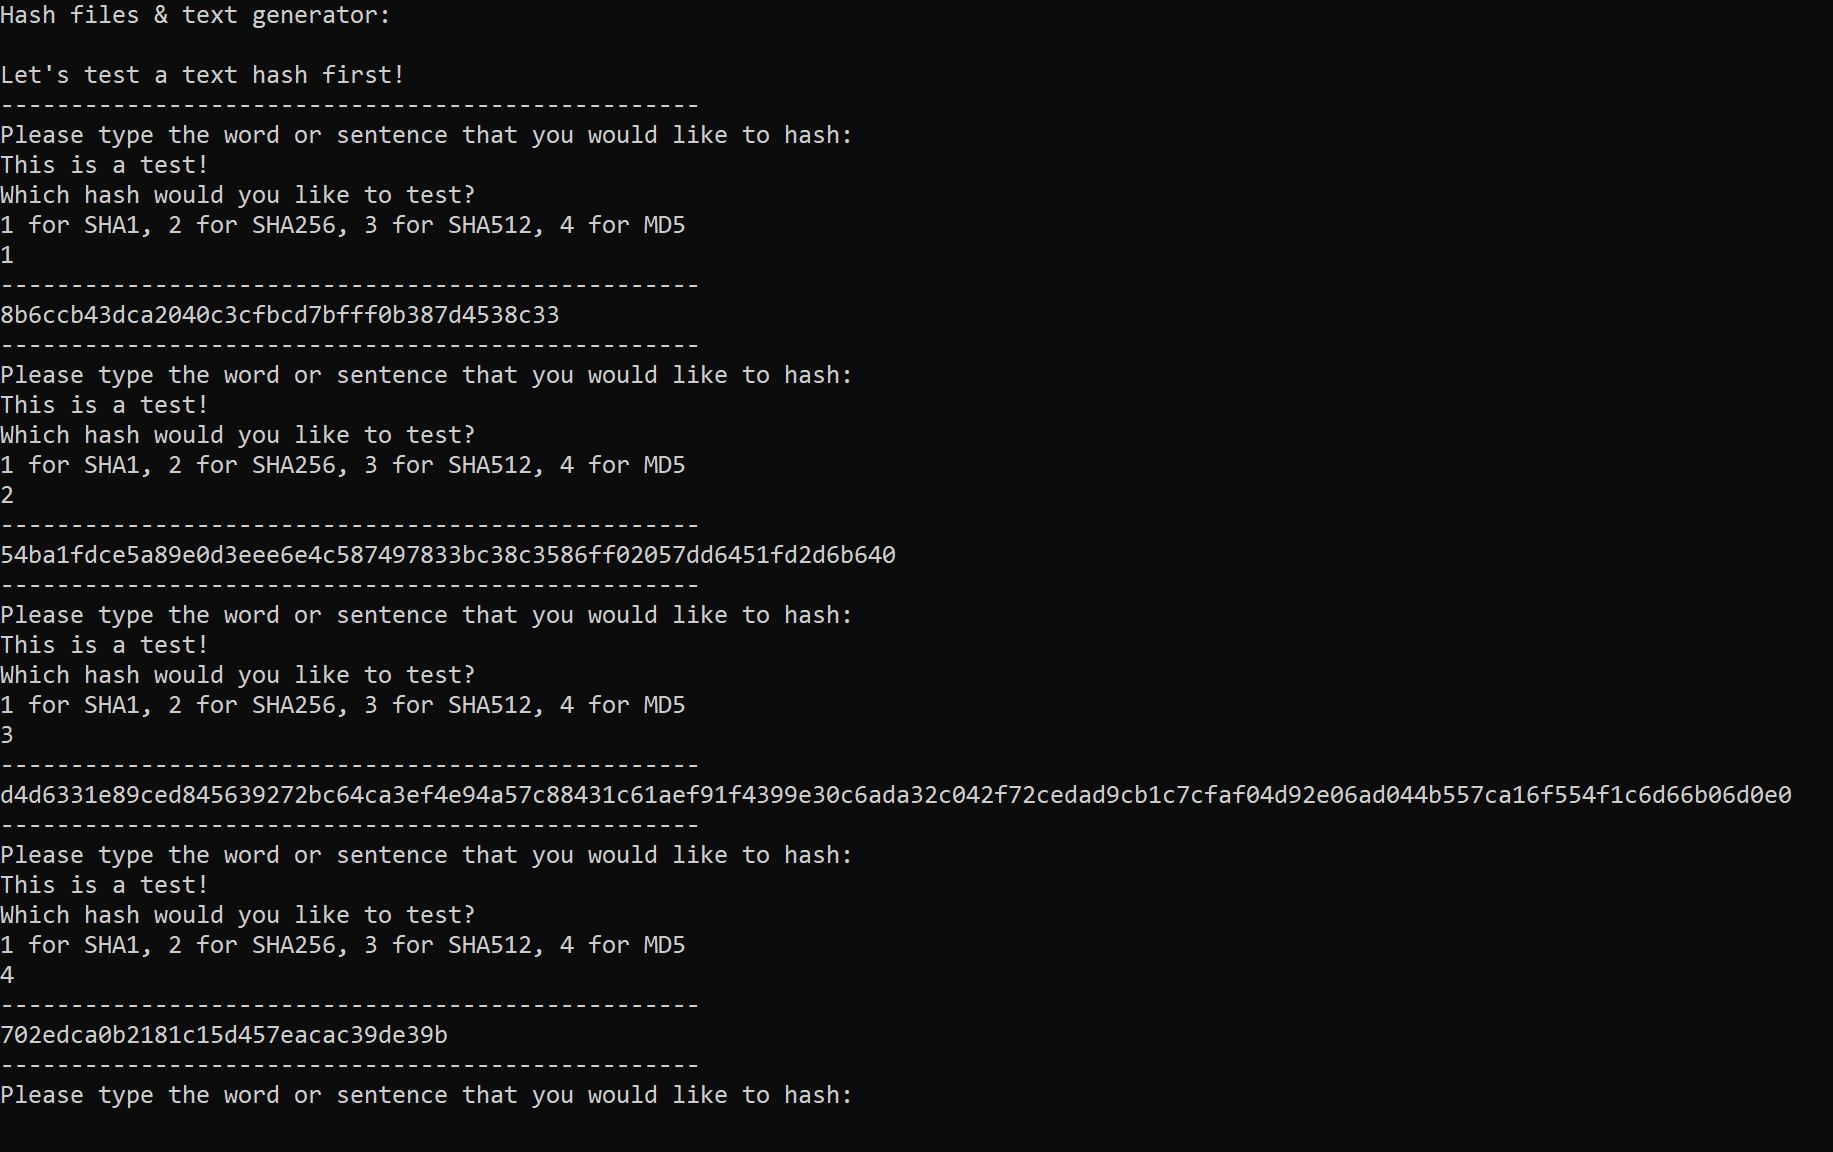 Hash files & text generator:
Let's test a text hash first!
--------------------------------------------------
Please type the word or sentence that you would like to hash:
This is a test!
Which hash would you like to test?
1 for SHA1, 2 for SHA256, 3 for SHA512, 4 for MD5
1
--------------------------------------------------
8b6ccb43dca2040c3cfbcd7bfff0b387d4538c33
--------------------------------------------------
Please type the word or sentence that you would like to hash:
This is a test!
Which hash would you like to test?
1 for SHA1, 2 for SHA256, 3 for SHA512, 4 for MD5
2
--------------------------------------------------
54ba1fdce5a89e0d3eee6e4c587497833bc38c3586ff02057dd6451fd2d6b640
--------------------------------------------------
Please type the word or sentence that you would like to hash:
This is a test!
Which hash would you like to test?
1 for SHA1, 2 for SHA256, 3 for SHA512, 4 for MD5
3
--------------------------------------------------
d4d6331e89ced845639272bc64ca3ef4e94a57c88431c61aef91f4399e30c6ada32c042f72cedad9cb1c7cfaf04d92e06ad044b557ca16f554f1c6d66b06d0e0
--------------------------------------------------
Please type the word or sentence that you would like to hash:
This is a test!
Which hash would you like to test?
1 for SHA1, 2 for SHA256, 3 for SHA512, 4 for MD5
4
--------------------------------------------------
702edca0b2181c15d457eacac39de39b
--------------------------------------------------
Please type the word or sentence that you would like to hash: